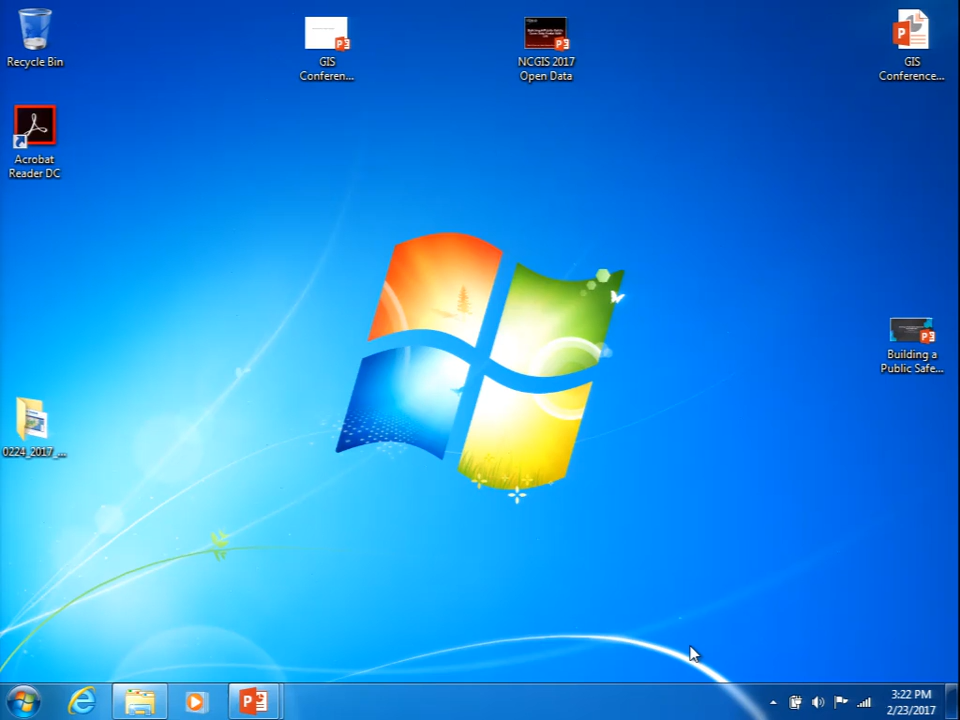 Recycle Bin
GIS
Conferen...
NCGIS 2017
Open Data
GIS
Conference...
Acrobat
Reader DC
Building a
Public Safe...
0224_2017_...
3:22 PM
2/23/2017